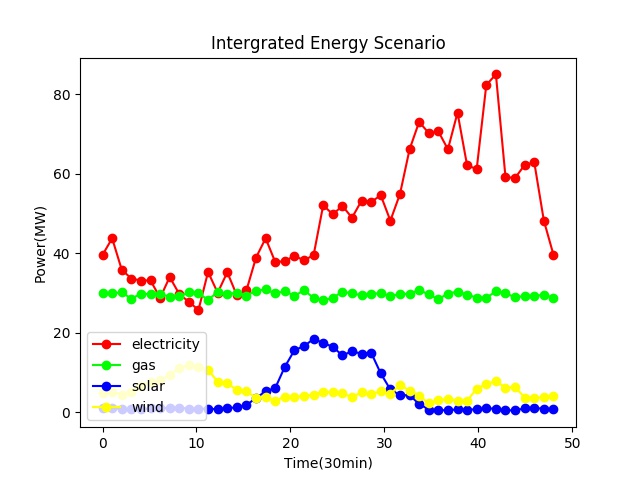 Intergrated Energy Scenario
Power(MW)
80
60
40
20
0
electricity
gas
solar
wind
0 10 20 30 40 50
Time(30min)